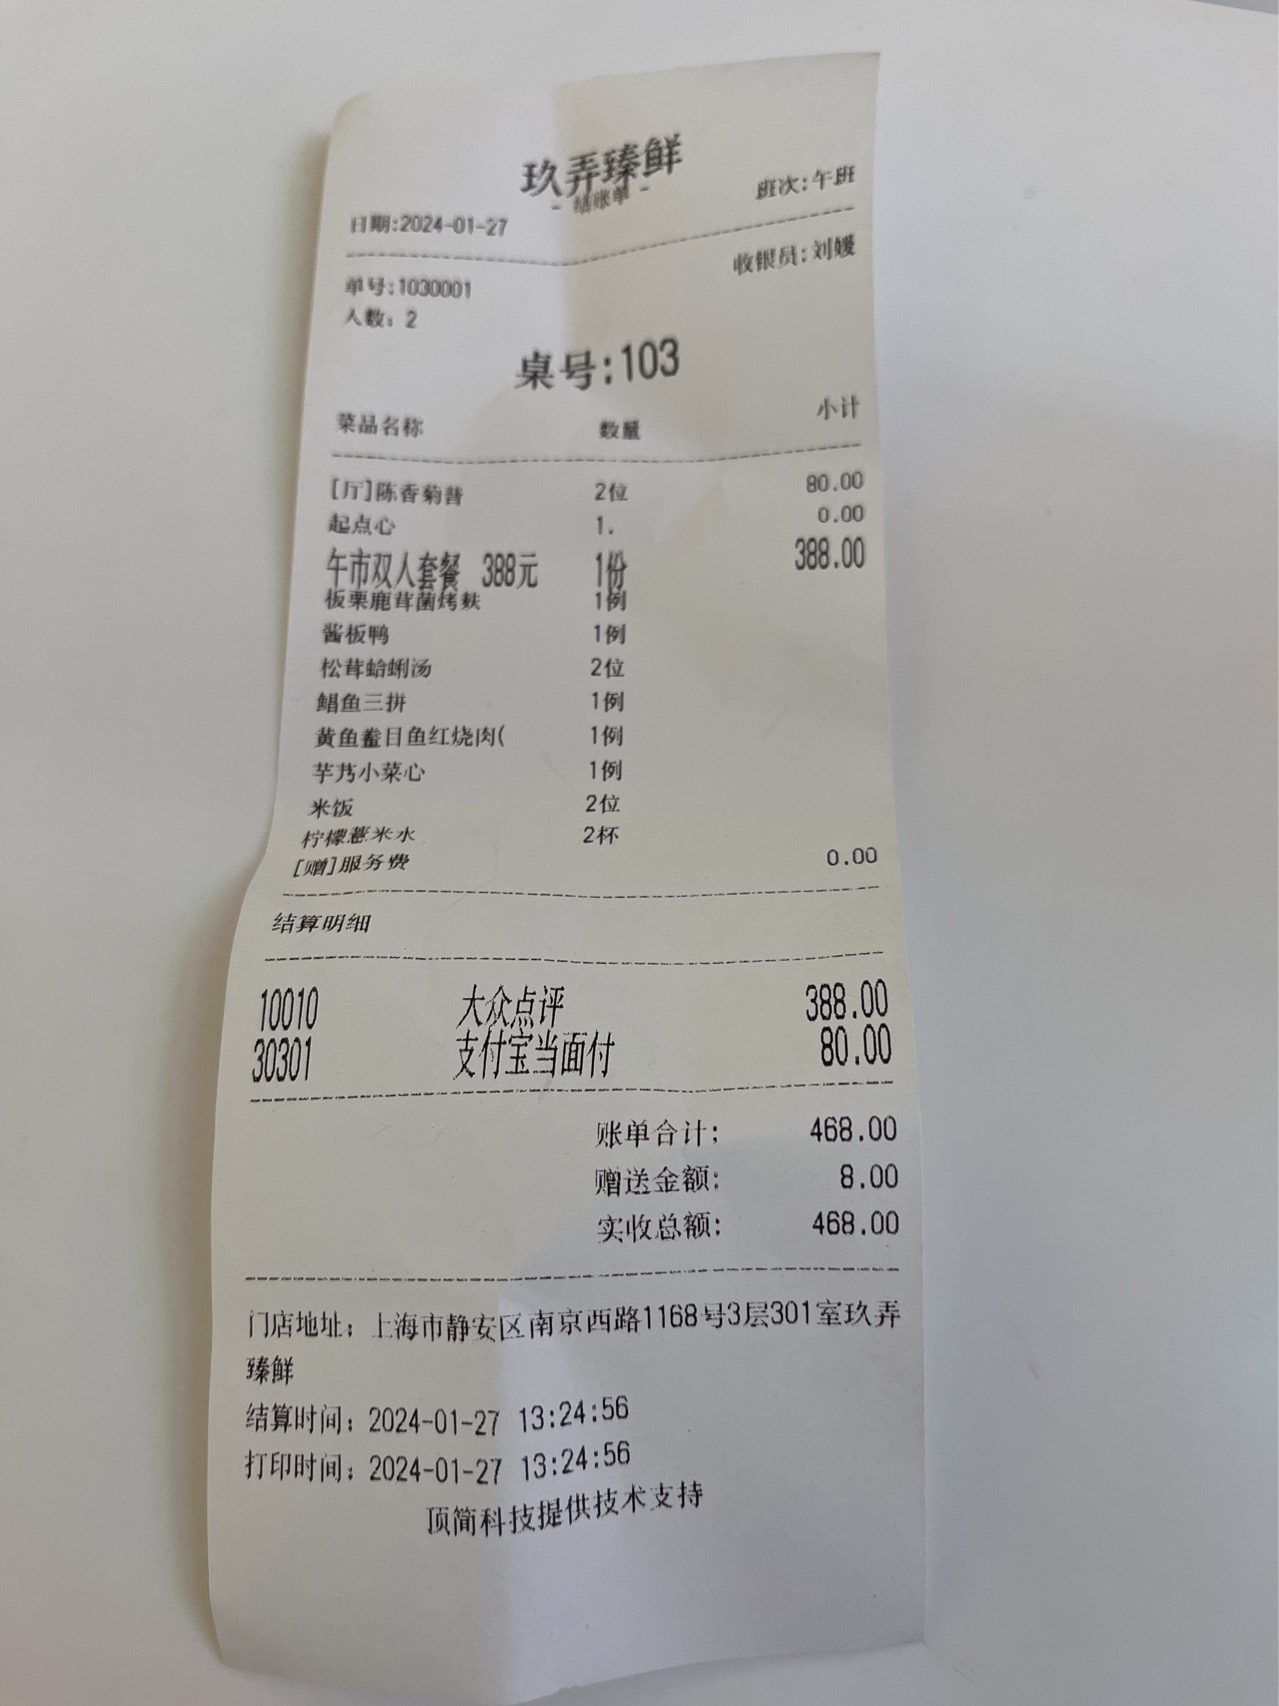 玖弄臻鲜
- 结账单 -
日期:2024-01-27 班次:午班
单号:1030001 收银员:刘媛
人数: 2
桌号:103
菜品名称 数量 小计
[厅]陈香菊普 2位 80.00
起点心 1. 0.00
午市双人套餐 388元 1份 388.00
板栗鹿茸菌烤麸 1例
酱板鸭 1例
松茸蛤蜊汤 2位
鲳鱼三拼 1例
黄鱼鲞目鱼红烧肉( 1例
芋艿小菜心 1例
米饭 2位
柠檬薏米水 2杯
[赠]服务费 0.00
结算明细
10010 大众点评 388.00
30301 支付宝当面付 80.00
账单合计: 468.00
赠送金额: 8.00
实收总额: 468.00
门店地址: 上海市静安区南京西路1168号3层301室玖弄
臻鲜
结算时间: 2024-01-27 13:24:56
打印时间: 2024-01-27 13:24:56
顶简科技提供技术支持